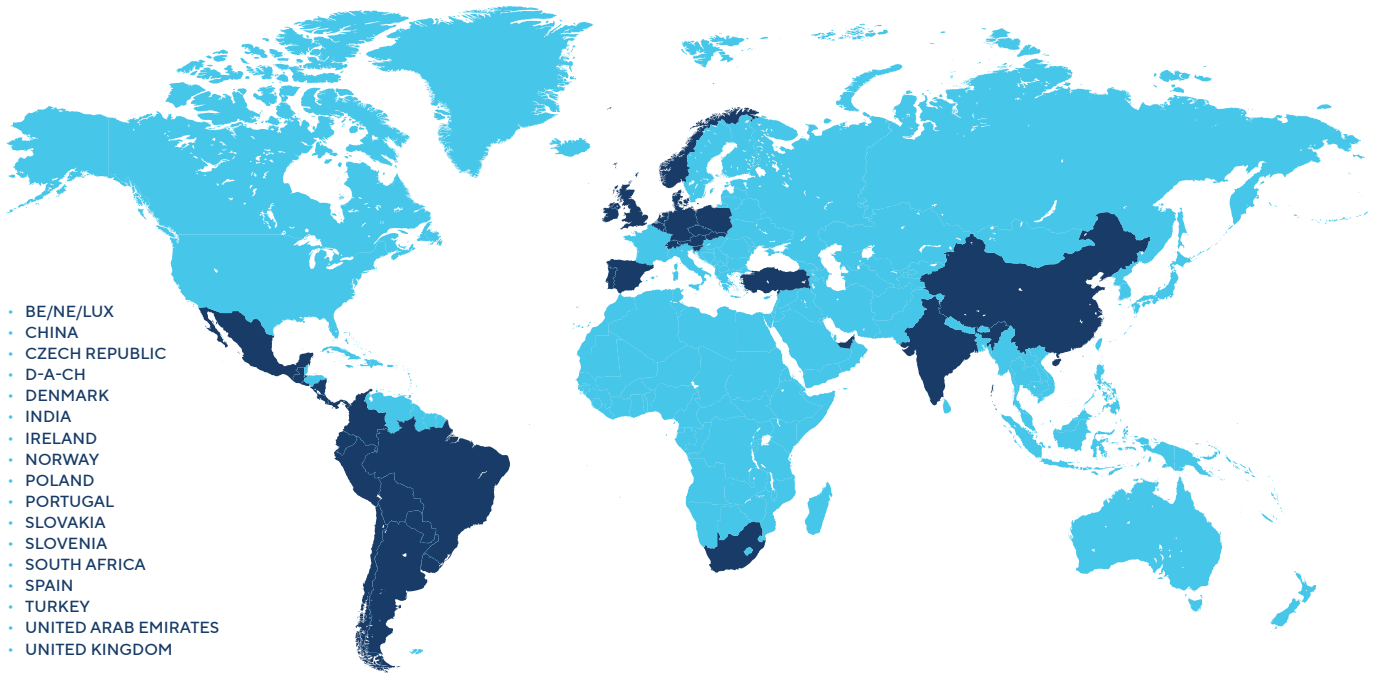 BE/NE/LUX
CHINA
CZECH REPUBLIC
D-A-CH
DENMARK
INDIA
IRELAND
NORWAY
POLAND
PORTUGAL
SLOVAKIA
SLOVENIA
SOUTH AFRICA
SPAIN
TURKEY
UNITED ARAB EMIRATES
UNITED KINGDOM